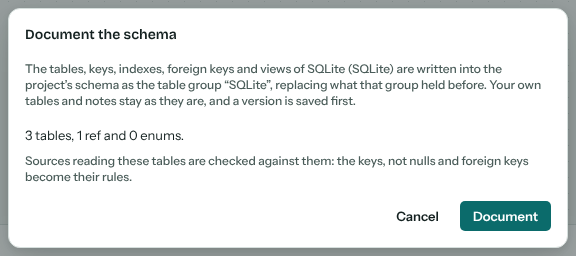 Document the schema
The tables, keys, indexes, foreign keys and views of SQLite (SQLite) are written into the
project's schema as the table group “SQLite”, replacing what that group held before. Your own
tables and notes stay as they are, and a version is saved first.
3 tables, 1 ref and 0 enums.
Sources reading these tables are checked against them: the keys, not nulls and foreign keys
become their rules.
Cancel
Document